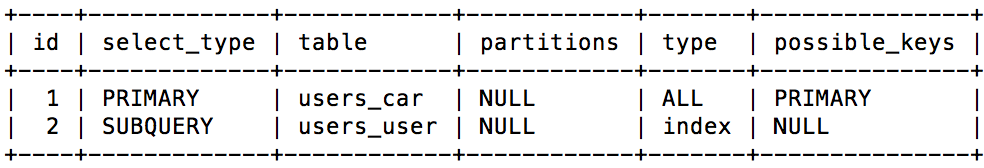 +----+-------------+------------+------------+-------+---------------+
| id | select_type | table      | partitions | type  | possible_keys |
+----+-------------+------------+------------+-------+---------------+
|  1 | PRIMARY     | users_car  | NULL       | ALL   | PRIMARY       |
|  2 | SUBQUERY    | users_user | NULL       | index | NULL          |
+----+-------------+------------+------------+-------+---------------+